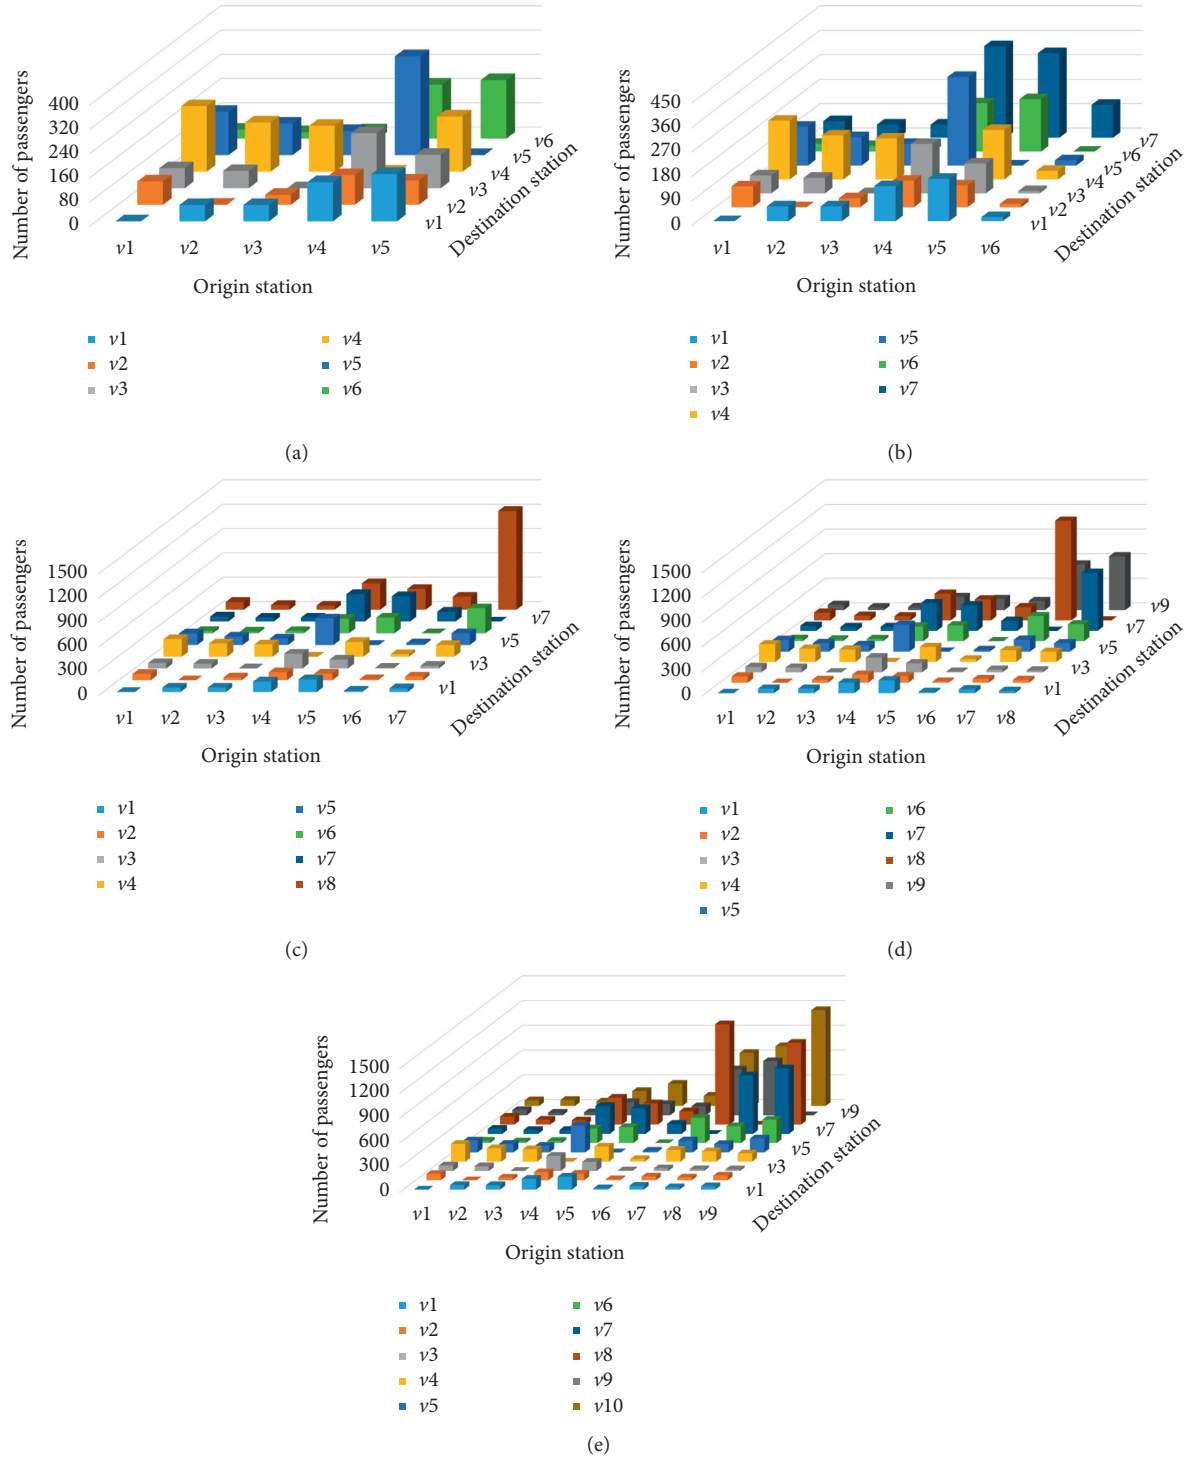 Number of passengers
400
320
240
160
80
0
v1 v2 v3 v4 v5
Origin station
v1
v2
v3
v4
v5
v6
Destination station
v1
v2
v3
v4
v5
v6
(a)
Number of passengers
450
360
270
180
90
0
v1 v2 v3 v4 v5 v6
Origin station
v1
v2
v3
v4
v5
v6
v7
Destination station
v1
v2
v3
v4
v5
v6
v7
(b)
Number of passengers
1500
1200
900
600
300
0
v1 v2 v3 v4 v5 v6 v7
Origin station
v1
v3
v5
v7
Destination station
v1
v2
v3
v4
v5
v6
v7
v8
(c)
Number of passengers
1500
1200
900
600
300
0
v1 v2 v3 v4 v5 v6 v7 v8
Origin station
v1
v3
v5
v7
v9
Destination station
v1
v2
v3
v4
v5
v6
v7
v8
v9
(d)
Number of passengers
1500
1200
900
600
300
0
v1 v2 v3 v4 v5 v6 v7 v8 v9
Origin station
v1
v3
v5
v7
v9
Destination station
v1
v2
v3
v4
v5
v6
v7
v8
v9
v10
(e)